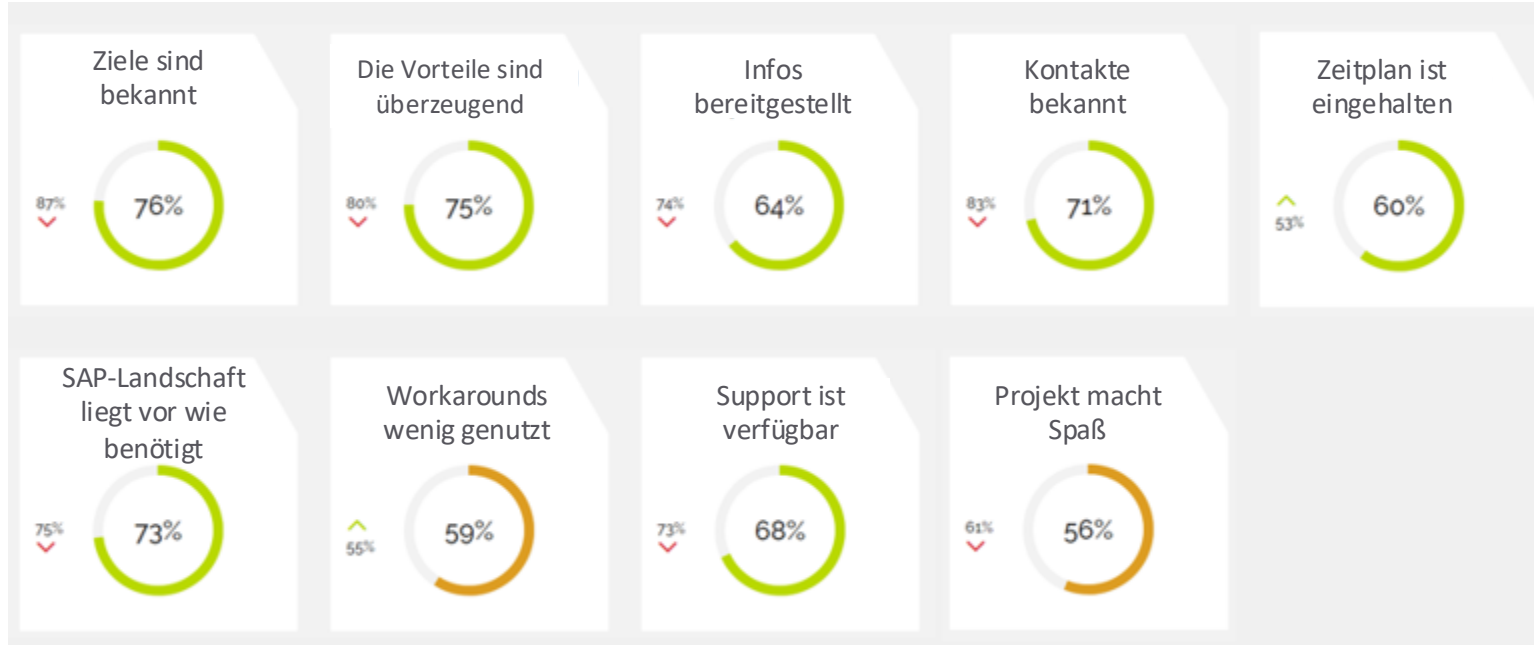 Ziele sind
bekannt
87%
76%
Die Vorteile sind
überzeugend
80%
75%
Infos
bereitgestellt
74%
64%
Kontakte
bekannt
83%
71%
Zeitplan ist
eingehalten
53%
60%
SAP-Landschaft
liegt vor wie
benötigt
75%
73%
Workarounds
wenig genutzt
55%
59%
Support ist
verfügbar
73%
68%
Projekt macht
Spaß
61%
56%